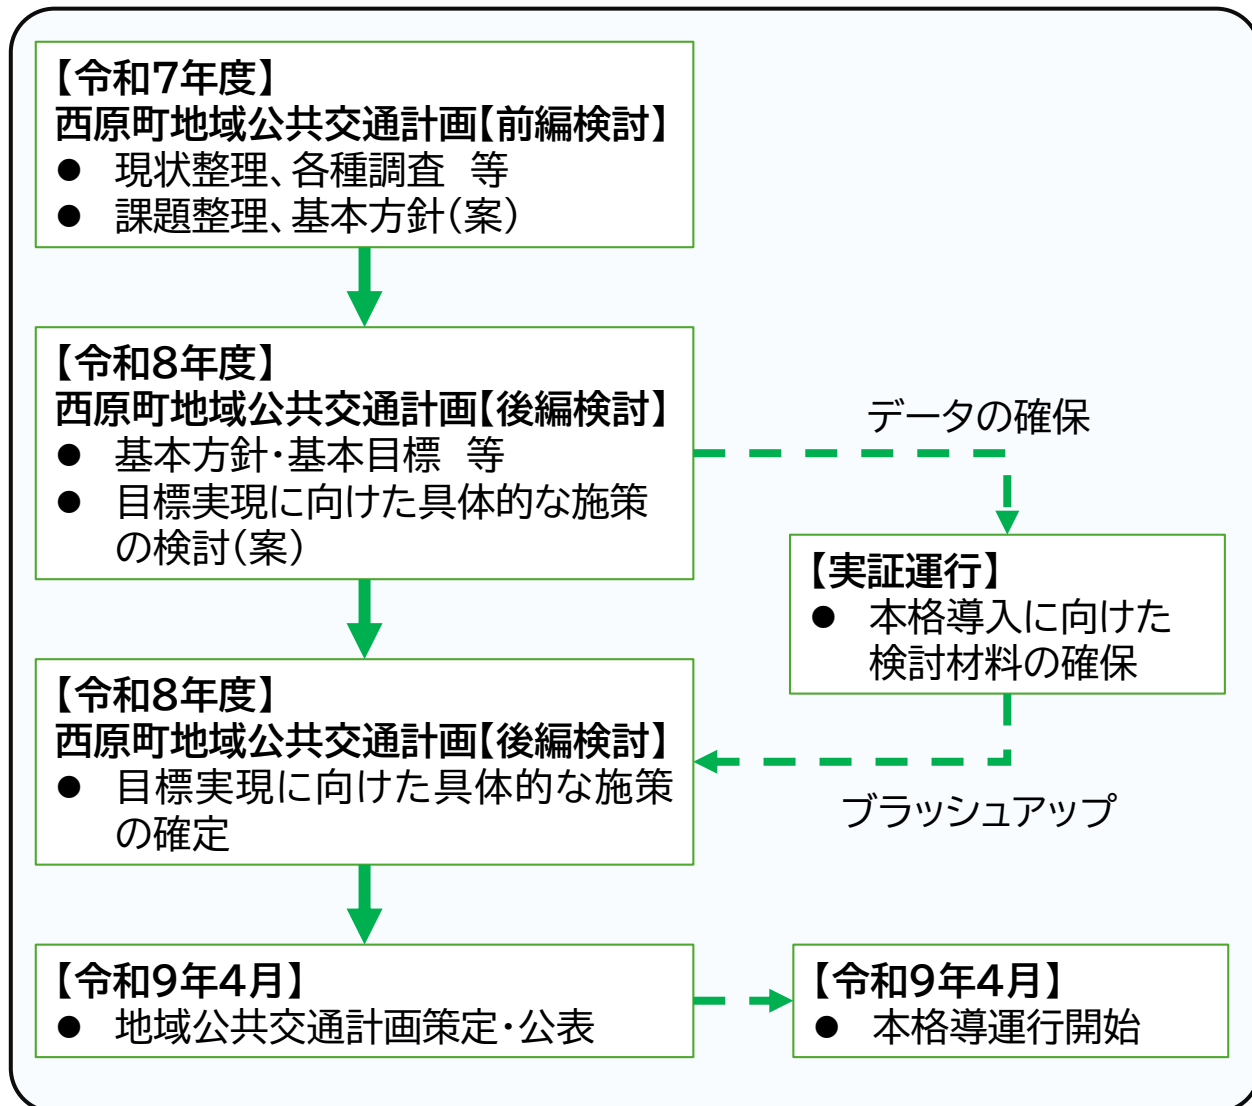 【令和7年度】
西原町地域公共交通計画【前編検討】
● 現状整理、各種調査　等
● 課題整理、基本方針（案）
【令和8年度】
西原町地域公共交通計画【後編検討】
● 基本方針・基本目標　等
● 目標実現に向けた具体的な施策
の検討（案）
データの確保
【実証運行】
● 本格導入に向けた
検討材料の確保
ブラッシュアップ
【令和8年度】
西原町地域公共交通計画【後編検討】
● 目標実現に向けた具体的な施策
の確定
【令和9年4月】
● 地域公共交通計画策定・公表
【令和9年4月】
● 本格導運行開始